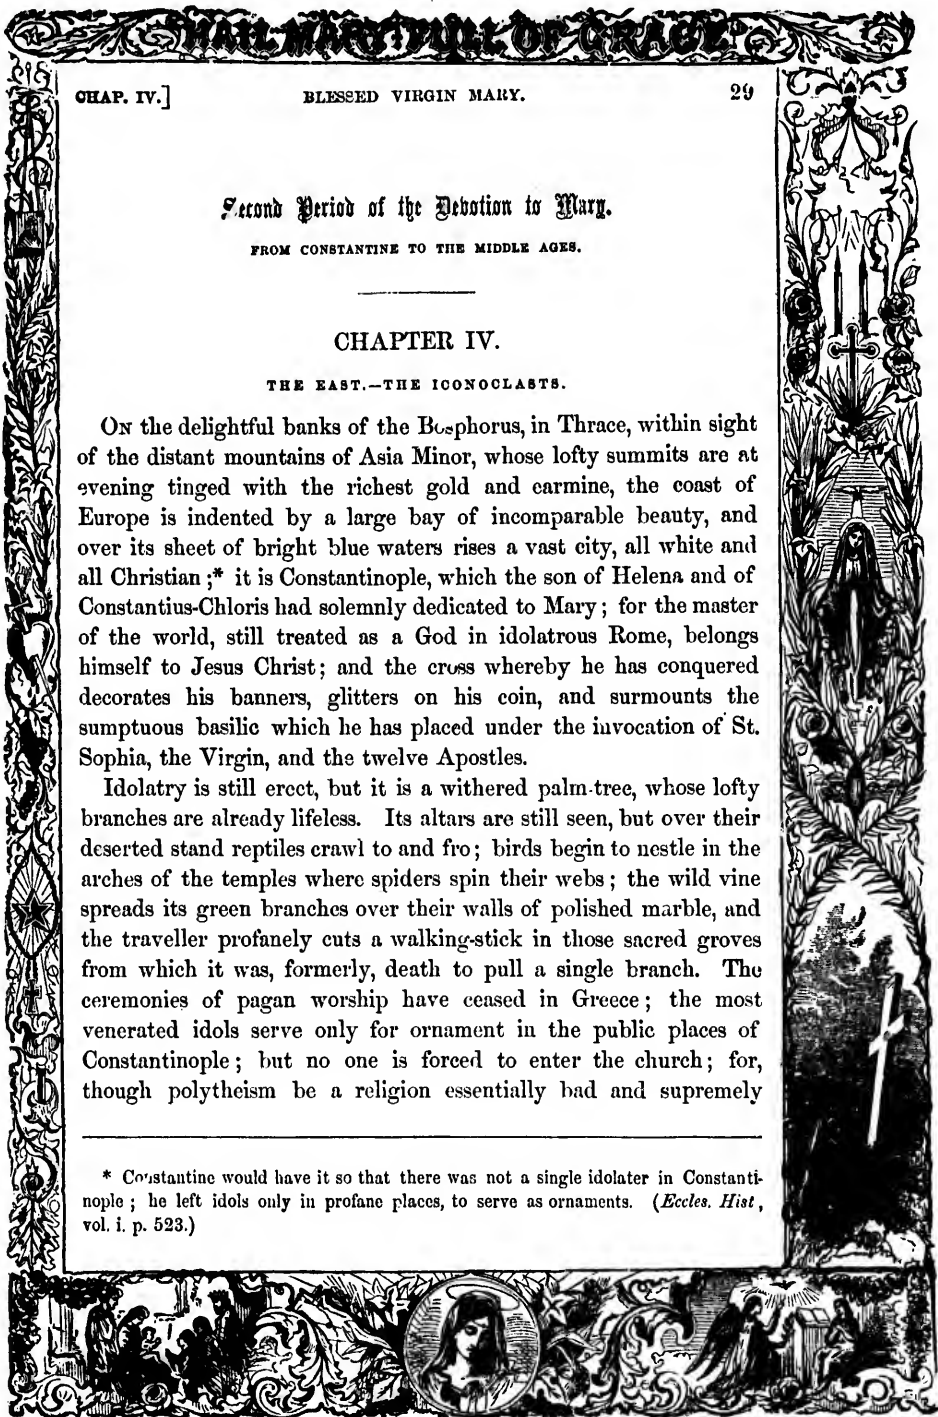 HAIL MARY FULL OF GRACE
CHAP. IV.] BLESSED VIRGIN MARY. 29
Second Period of the Devotion to Mary.
FROM CONSTANTINE TO THE MIDDLE AGES.
CHAPTER IV.
THE EAST.—THE ICONOCLASTS.
On the delightful banks of the Bosphorus, in Thrace, within sight
of the distant mountains of Asia Minor, whose lofty summits are at
evening tinged with the richest gold and carmine, the coast of
Europe is indented by a large bay of incomparable beauty, and
over its sheet of bright blue waters rises a vast city, all white and
all Christian ;* it is Constantinople, which the son of Helena and of
Constantius-Chloris had solemnly dedicated to Mary ; for the master
of the world, still treated as a God in idolatrous Rome, belongs
himself to Jesus Christ ; and the cross whereby he has conquered
decorates his banners, glitters on his coin, and surmounts the
sumptuous basilic which he has placed under the invocation of St.
Sophia, the Virgin, and the twelve Apostles.
Idolatry is still erect, but it is a withered palm-tree, whose lofty
branches are already lifeless. Its altars are still seen, but over their
deserted stand reptiles crawl to and fro ; birds begin to nestle in the
arches of the temples where spiders spin their webs ; the wild vine
spreads its green branches over their walls of polished marble, and
the traveller profanely cuts a walking-stick in those sacred groves
from which it was, formerly, death to pull a single branch. The
ceremonies of pagan worship have ceased in Greece ; the most
venerated idols serve only for ornament in the public places of
Constantinople ; but no one is forced to enter the church ; for,
though polytheism be a religion essentially bad and supremely
* Constantine would have it so that there was not a single idolater in Constanti-
nople ; he left idols only in profane places, to serve as ornaments. (Eccles. Hist,
vol. i. p. 523.)